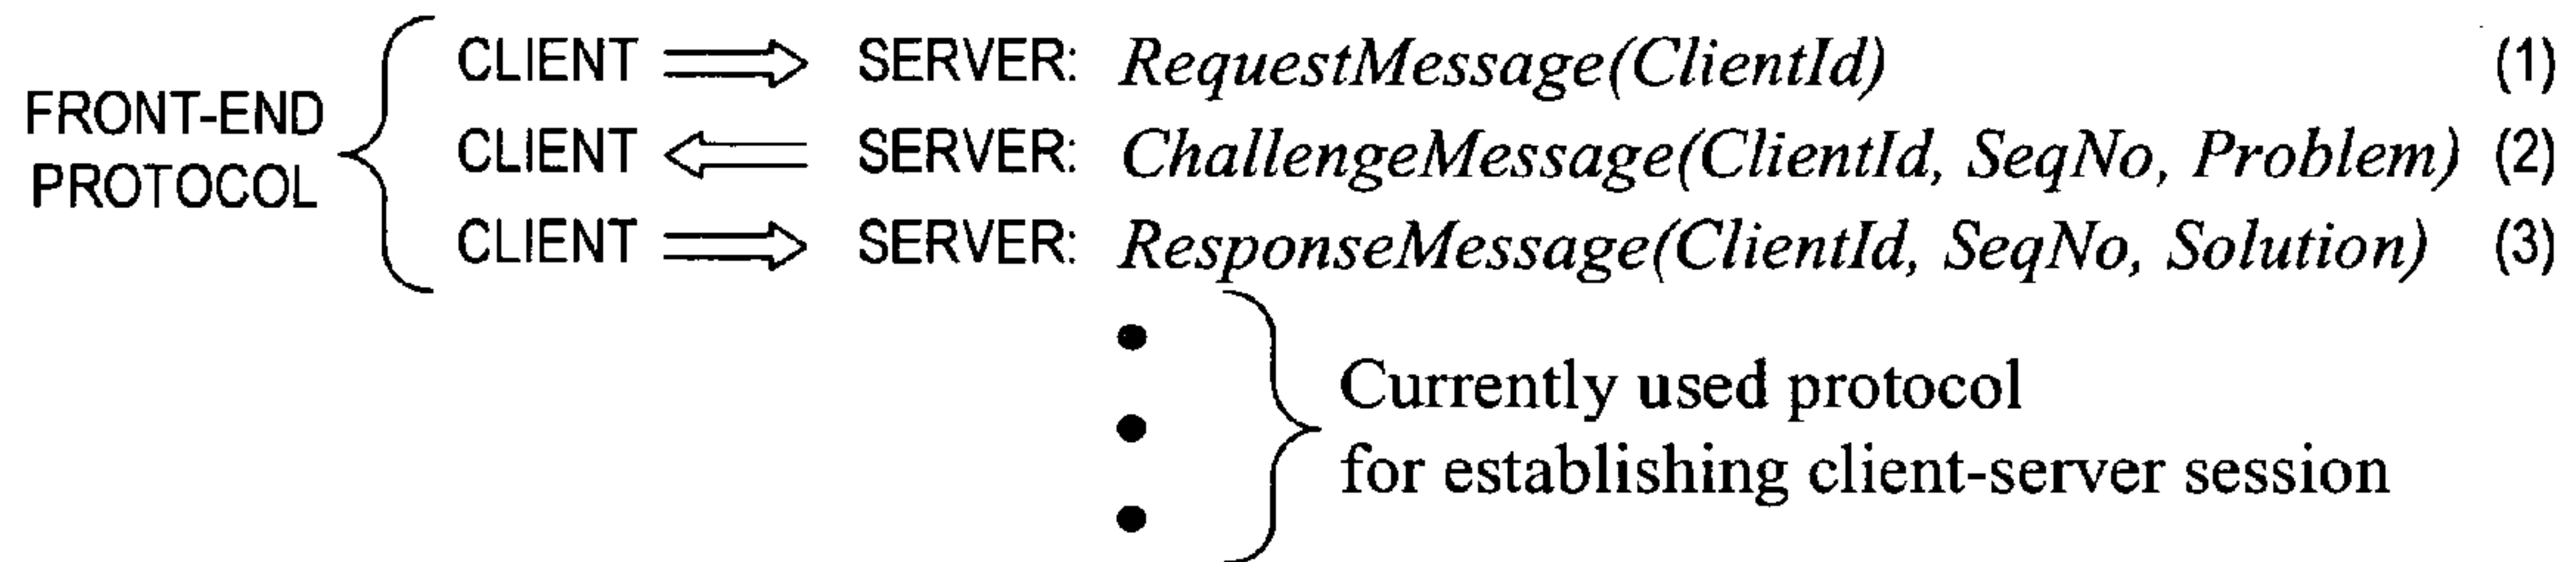 FRONT-END
PROTOCOL
CLIENT ⟹ SERVER: RequestMessage(ClientId) (1)
CLIENT ⟸ SERVER: ChallengeMessage(ClientId, SeqNo, Problem) (2)
CLIENT ⟹ SERVER: ResponseMessage(ClientId, SeqNo, Solution) (3)
Currently used protocol
for establishing client-server session